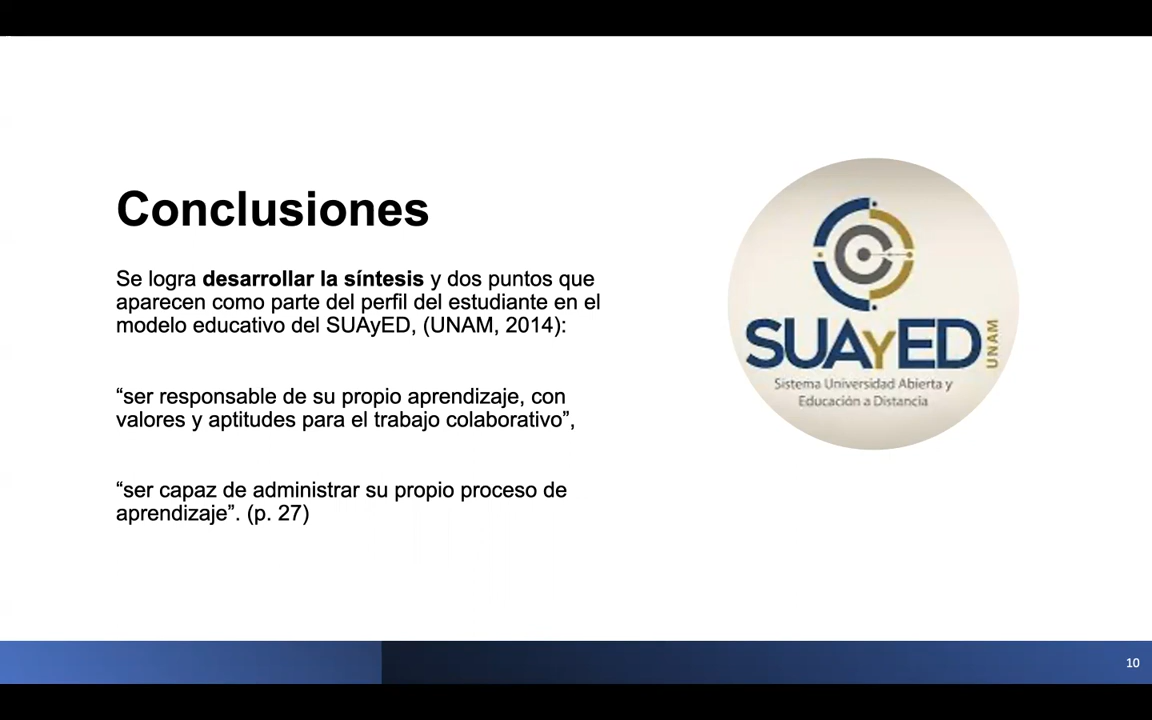 Conclusiones
Se logra desarrollar la síntesis y dos puntos que
aparecen como parte del perfil del estudiante en el
modelo educativo del SUAyED, (UNAM, 2014):
“ser responsable de su propio aprendizaje, con
valores y aptitudes para el trabajo colaborativo”,
“ser capaz de administrar su propio proceso de
aprendizaje”. (p. 27)
SUAYED
UNAM
Sistema Universidad Abierta y
Educación a Distancia
10